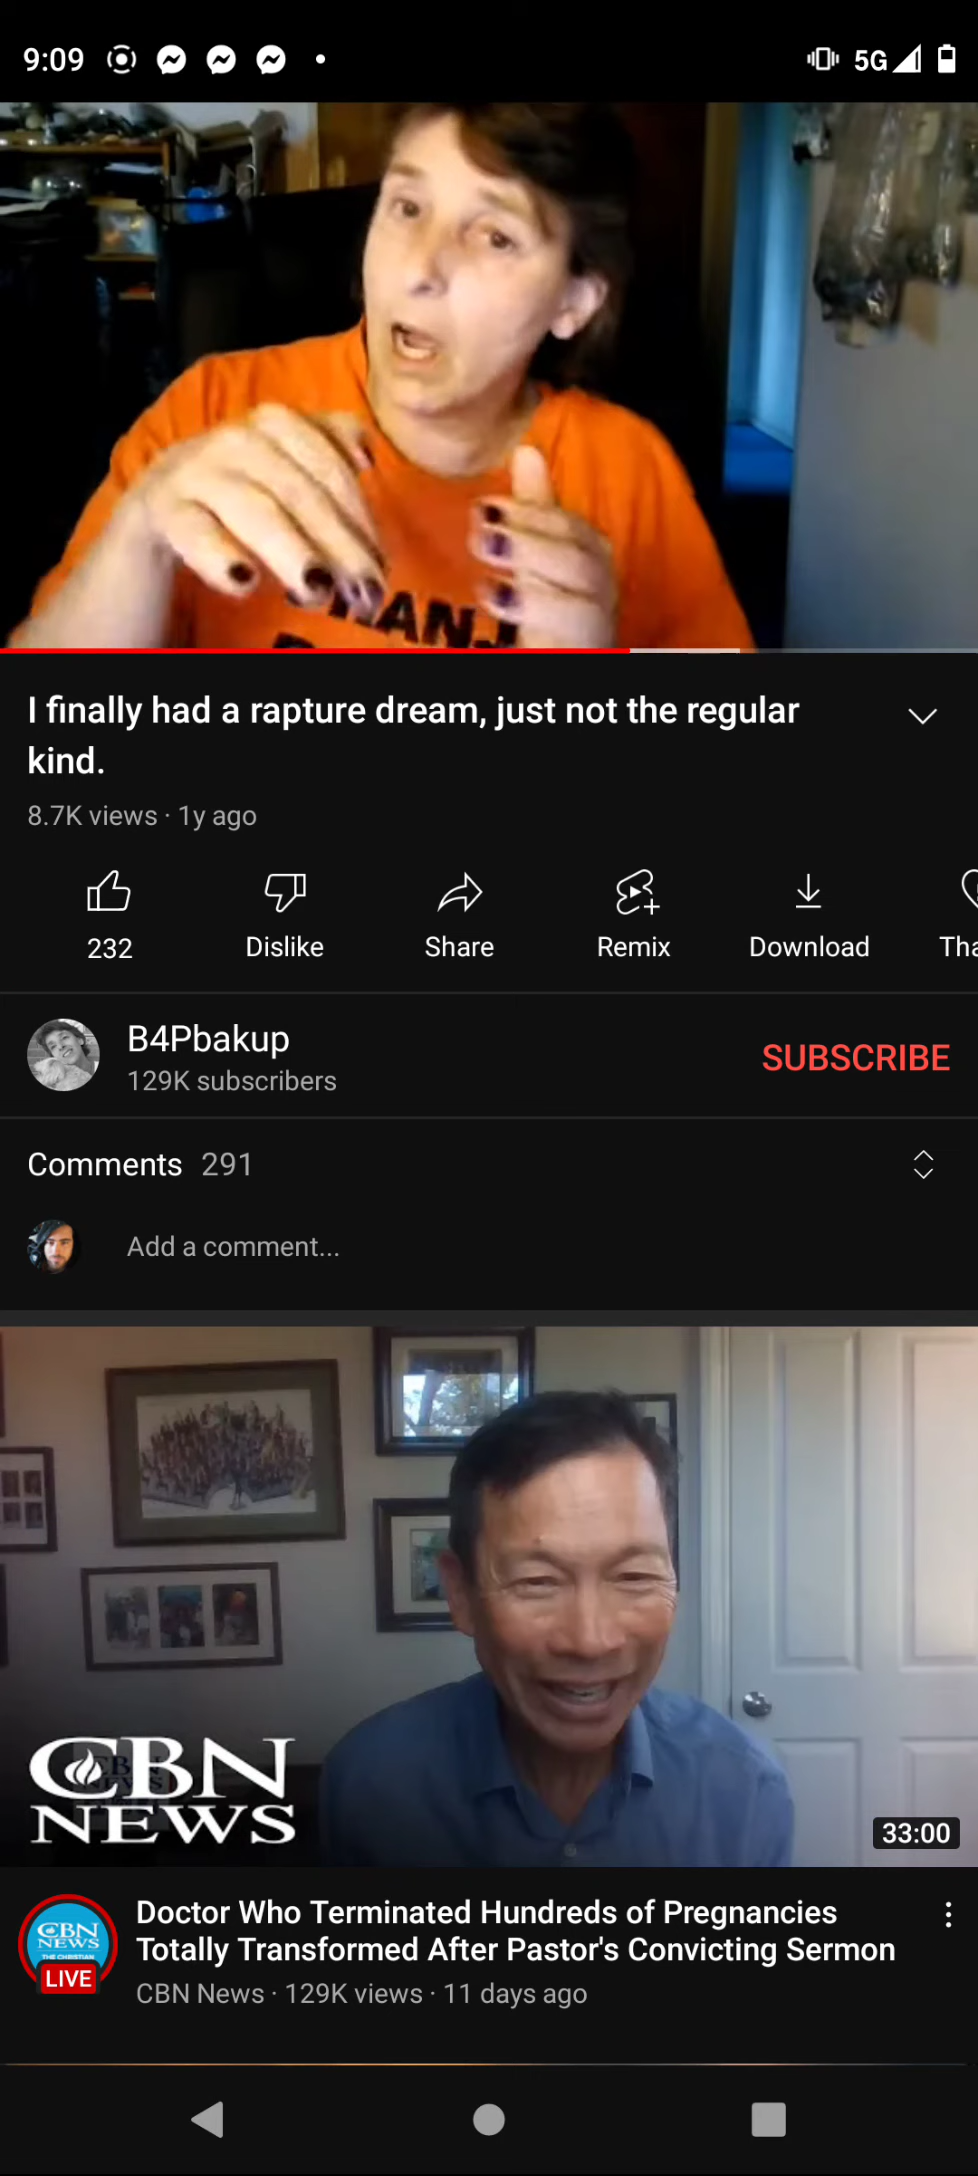 9:09
5G
I finally had a rapture dream, just not the regular
kind.
8.7K views · 1y ago
232
Dislike
Share
Remix
Download
Tha
B4Pbakup
129K subscribers
SUBSCRIBE
Comments 291
Add a comment...
CBN
NEWS
33:00
CBN
NEWS
THE CHRISTIAN
LIVE
Doctor Who Terminated Hundreds of Pregnancies
Totally Transformed After Pastor's Convicting Sermon
CBN News · 129K views · 11 days ago